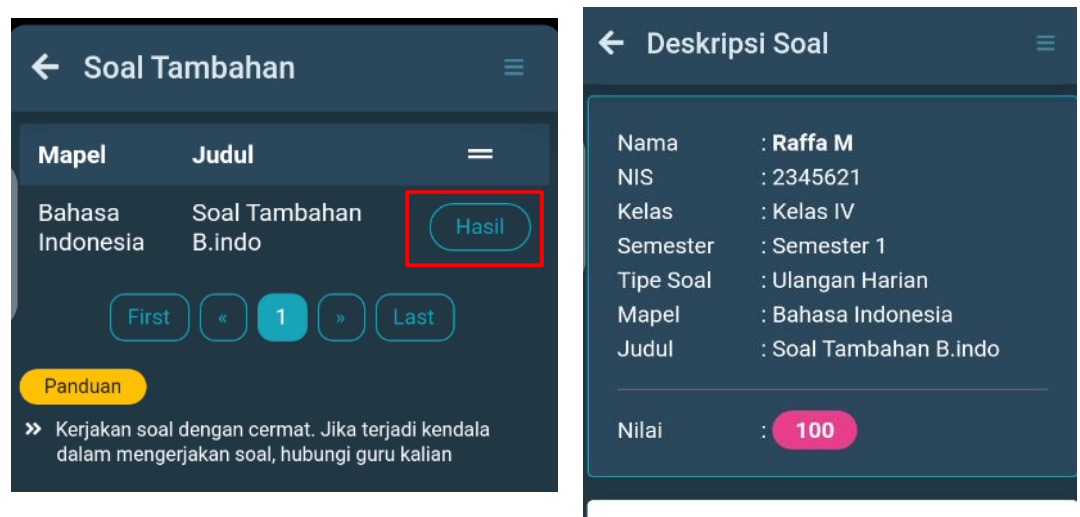 Soal Tambahan
Mapel Judul
Bahasa Indonesia Soal Tambahan B.indo Hasil
First « 1 » Last
Panduan
» Kerjakan soal dengan cermat. Jika terjadi kendala
dalam mengerjakan soal, hubungi guru kalian
Deskripsi Soal
Nama : Raffa M
NIS : 2345621
Kelas : Kelas IV
Semester : Semester 1
Tipe Soal : Ulangan Harian
Mapel : Bahasa Indonesia
Judul : Soal Tambahan B.indo
Nilai : 100